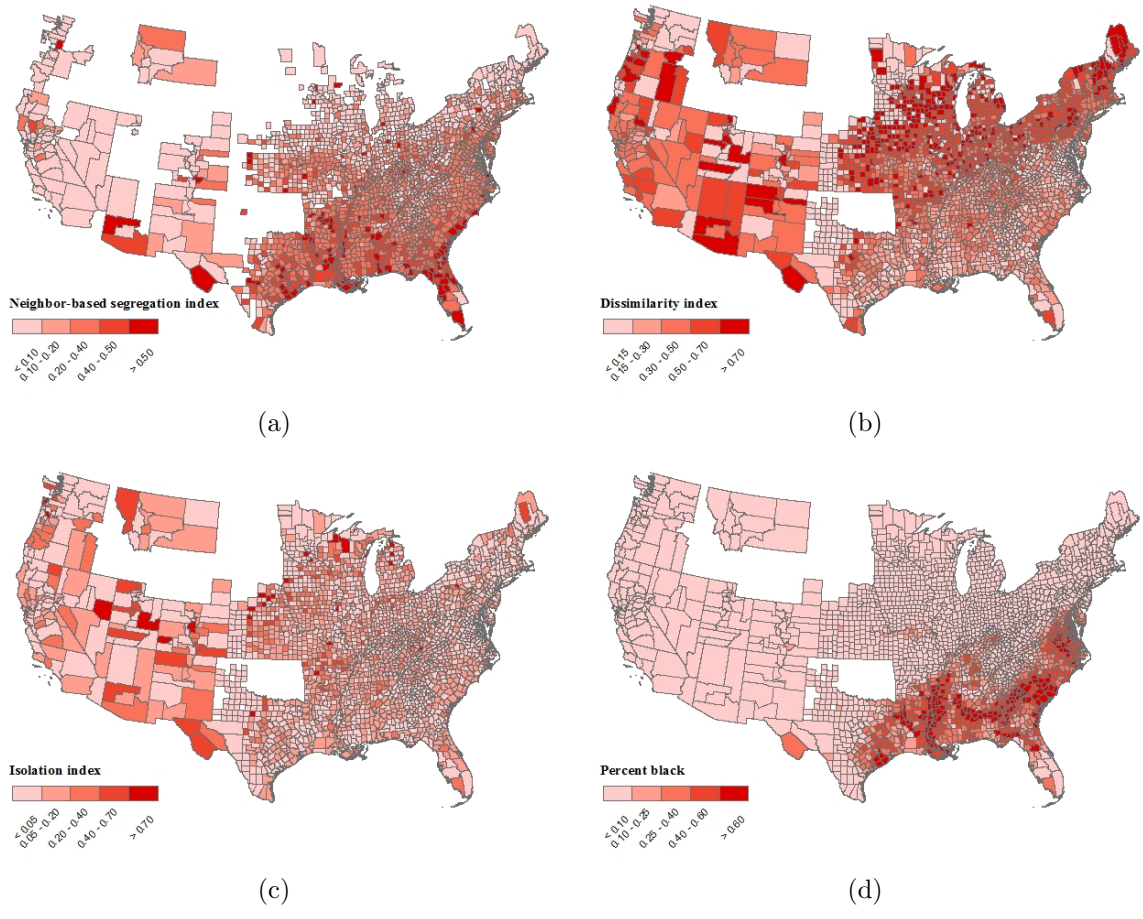 Neighbor-based segregation index
< 0.10
0.10 - 0.20
0.20 - 0.40
0.40 - 0.50
> 0.50
(a)
Dissimilarity index
< 0.15
0.15 - 0.30
0.30 - 0.50
0.50 - 0.70
> 0.70
(b)
Isolation index
< 0.05
0.05 - 0.20
0.20 - 0.40
0.40 - 0.70
> 0.70
(c)
Percent black
< 0.10
0.10 - 0.25
0.25 - 0.40
0.40 - 0.60
> 0.60
(d)